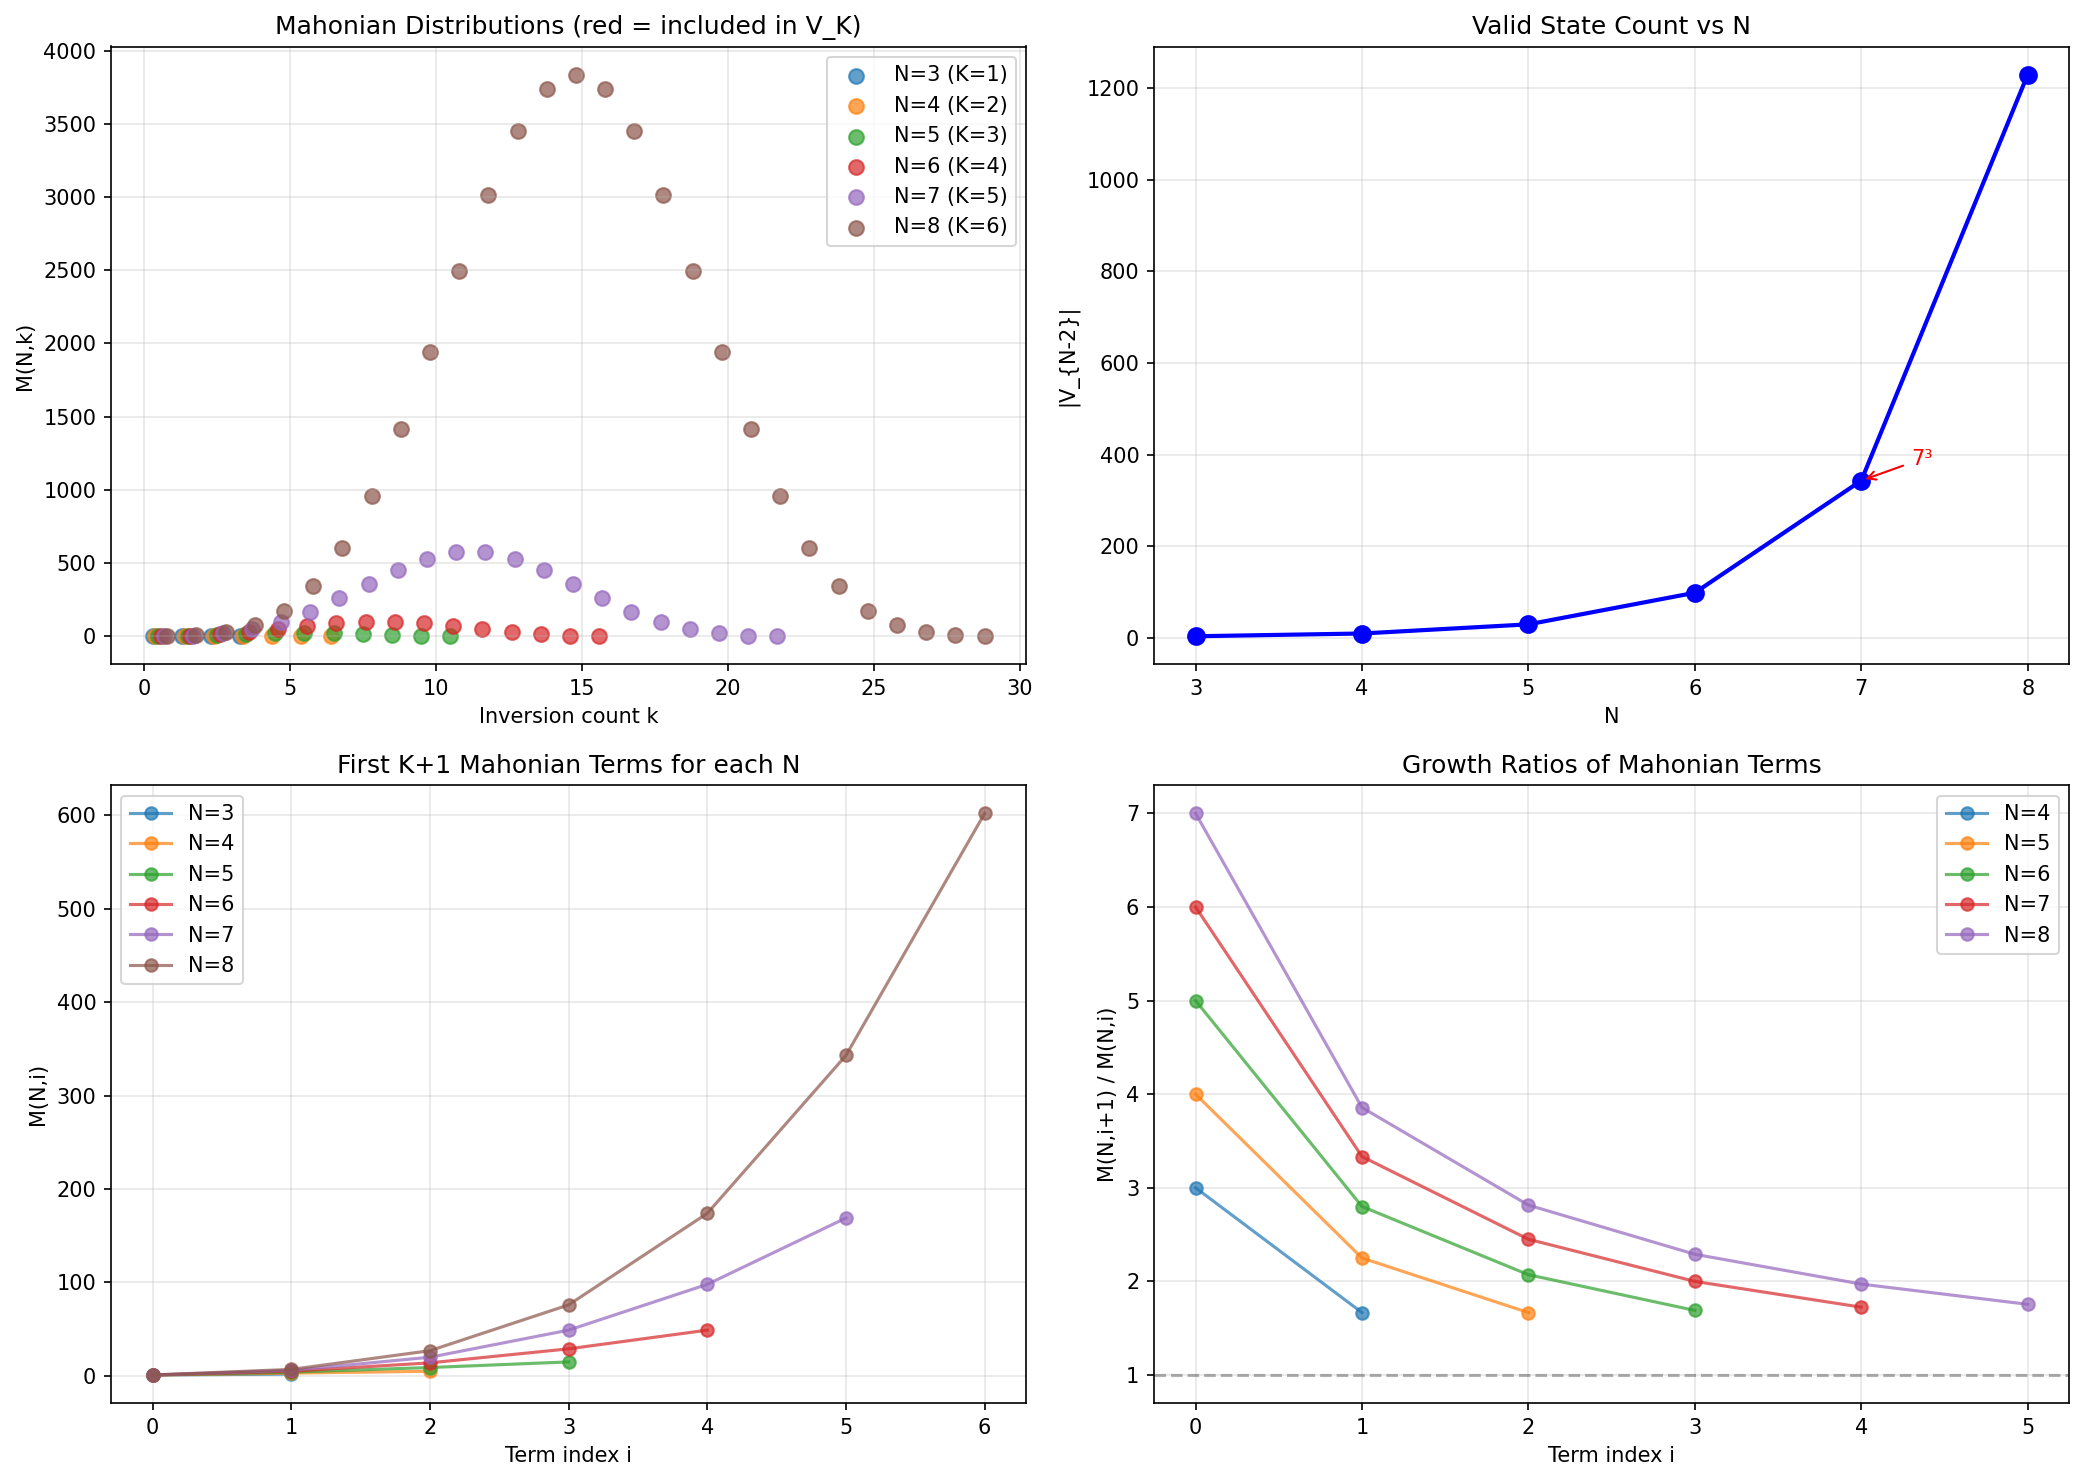 Mahonian Distributions (red = included in V_K)
M(N,k)
4000
3500
3000
2500
2000
1500
1000
500
0
0 5 10 15 20 25 30
Inversion count k
N=3 (K=1)
N=4 (K=2)
N=5 (K=3)
N=6 (K=4)
N=7 (K=5)
N=8 (K=6)
Valid State Count vs N
|V_{N-2}|
1200
1000
800
600
400
200
0
7³
3 4 5 6 7 8
N
First K+1 Mahonian Terms for each N
M(N,i)
600
500
400
300
200
100
0
N=3
N=4
N=5
N=6
N=7
N=8
0 1 2 3 4 5 6
Term index i
Growth Ratios of Mahonian Terms
M(N,i+1) / M(N,i)
7
6
5
4
3
2
1
N=4
N=5
N=6
N=7
N=8
0 1 2 3 4 5
Term index i